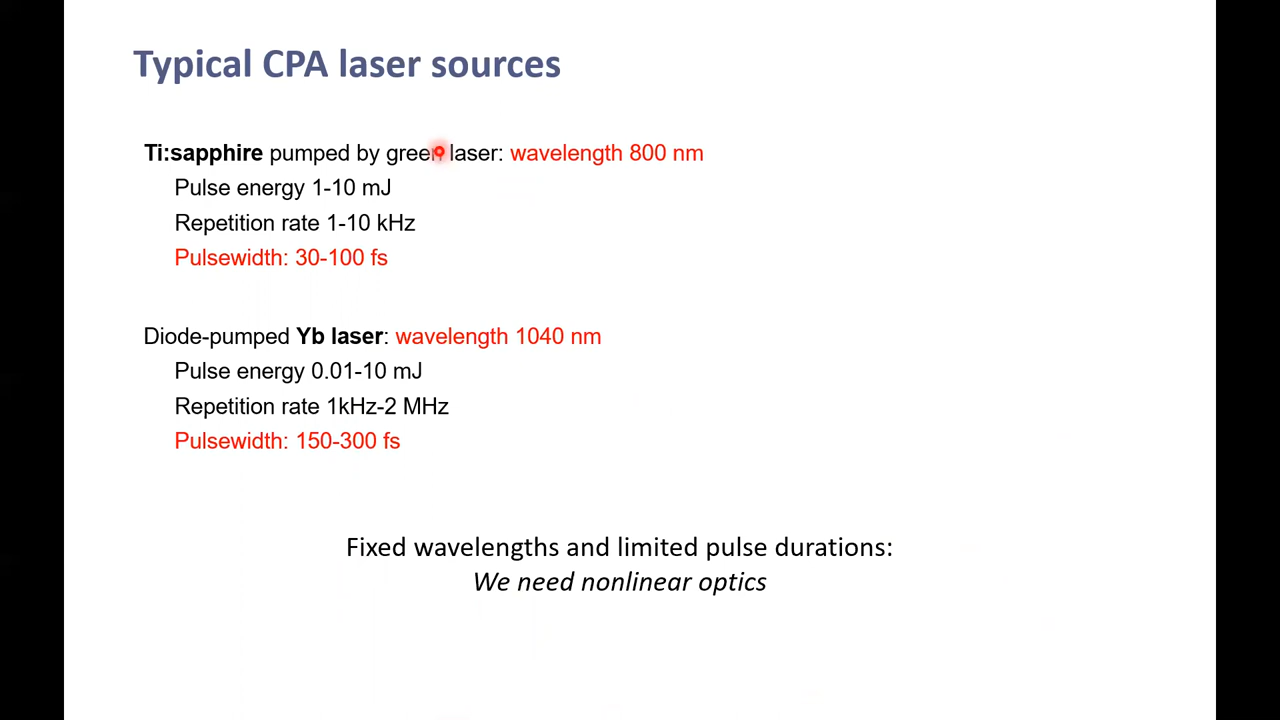 Typical CPA laser sources
Ti:sapphire pumped by green laser: wavelength 800 nm
Pulse energy 1-10 mJ
Repetition rate 1-10 kHz
Pulsewidth: 30-100 fs
Diode-pumped Yb laser: wavelength 1040 nm
Pulse energy 0.01-10 mJ
Repetition rate 1kHz-2 MHz
Pulsewidth: 150-300 fs
Fixed wavelengths and limited pulse durations:
We need nonlinear optics